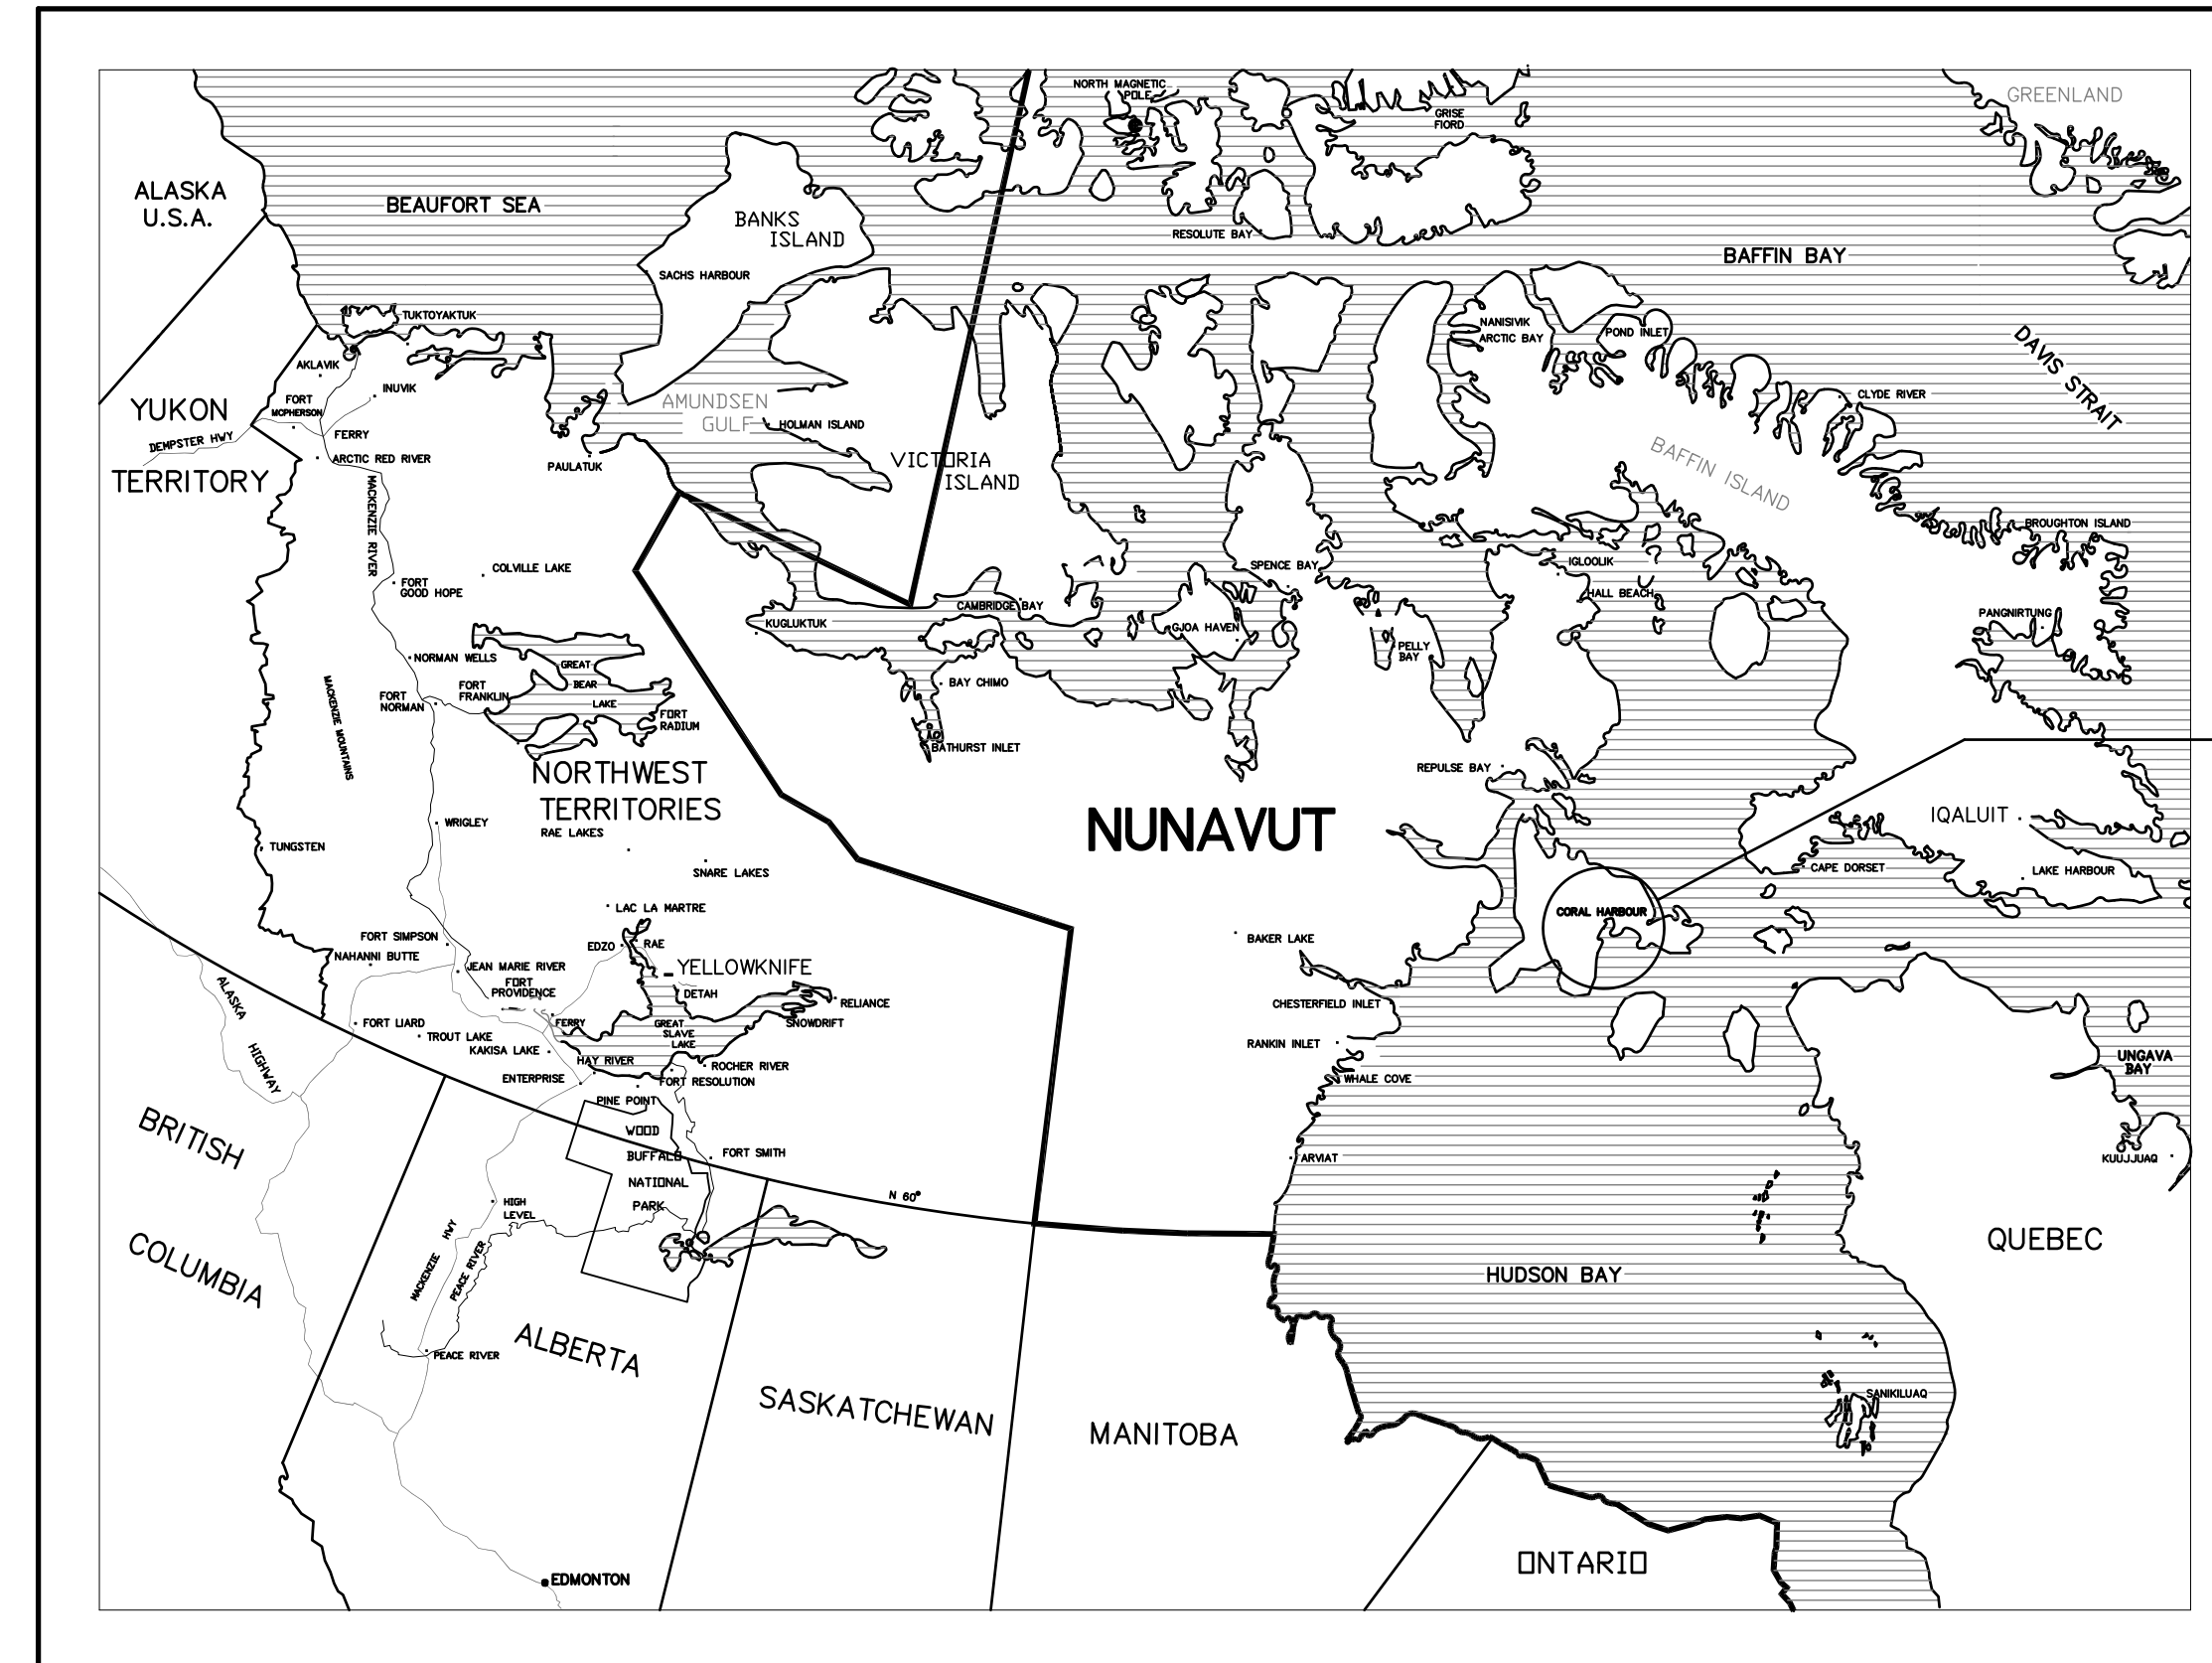 NORTH MAGNETIC
POLE
GRISE
FIORD
GREENLAND
ALASKA
U.S.A.
BEAUFORT SEA
BANKS
ISLAND
RESOLUTE BAY
BAFFIN BAY
SACHS HARBOUR
TUKTOYAKTUK
NANISIVIK
ARCTIC BAY
POND INLET
DAVIS STRAIT
AKLAVIK
INUVIK
CLYDE RIVER
YUKON
TERRITORY
FORT
MCPHERSON
AMUNDSEN
GULF
HOLMAN ISLAND
DEMPSTER HWY
FERRY
ARCTIC RED RIVER
PAULATUK
VICTORIA
ISLAND
BAFFIN ISLAND
MACKENZIE RIVER
BROUGHTON ISLAND
COLVILLE LAKE
FORT
GOOD HOPE
SPENCE BAY
IGLOOLIK
HALL BEACH
CAMBRIDGE BAY
KUGLUKTUK
GJOA HAVEN
PANGNIRTUNG
PELLY
BAY
NORMAN WELLS
GREAT
BEAR
LAKE
FORT
FRANKLIN
FORT
NORMAN
FORT
RADIUM
BAY CHIMO
MACKENZIE MOUNTAINS
BATHURST INLET
REPULSE BAY
NORTHWEST
TERRITORIES
NUNAVUT
RAE LAKES
WRIGLEY
IQALUIT
TUNGSTEN
SNARE LAKES
CAPE DORSET
LAKE HARBOUR
LAC LA MARTRE
CORAL HARBOUR
FORT SIMPSON
EDZO
RAE
BAKER LAKE
NAHANNI BUTTE
JEAN MARIE RIVER
YELLOWKNIFE
FORT
PROVIDENCE
DETAH
RELIANCE
CHESTERFIELD INLET
ALASKA
HIGHWAY
FORT LIARD
FERRY
GREAT
SLAVE
LAKE
SNOWDRIFT
TROUT LAKE
KAKISA LAKE
RANKIN INLET
HAY RIVER
ROCHER RIVER
UNGAVA
BAY
ENTERPRISE
FORT RESOLUTION
WHALE COVE
PINE POINT
WOOD
BUFFALO
NATIONAL
PARK
BRITISH
COLUMBIA
FORT SMITH
ARVIAT
KUUJJUAQ
N 60°
HIGH
LEVEL
MACKENZIE HWY
PEACE RIVER
QUEBEC
HUDSON BAY
ALBERTA
PEACE RIVER
SASKATCHEWAN
SANIKILUAQ
MANITOBA
ONTARIO
EDMONTON